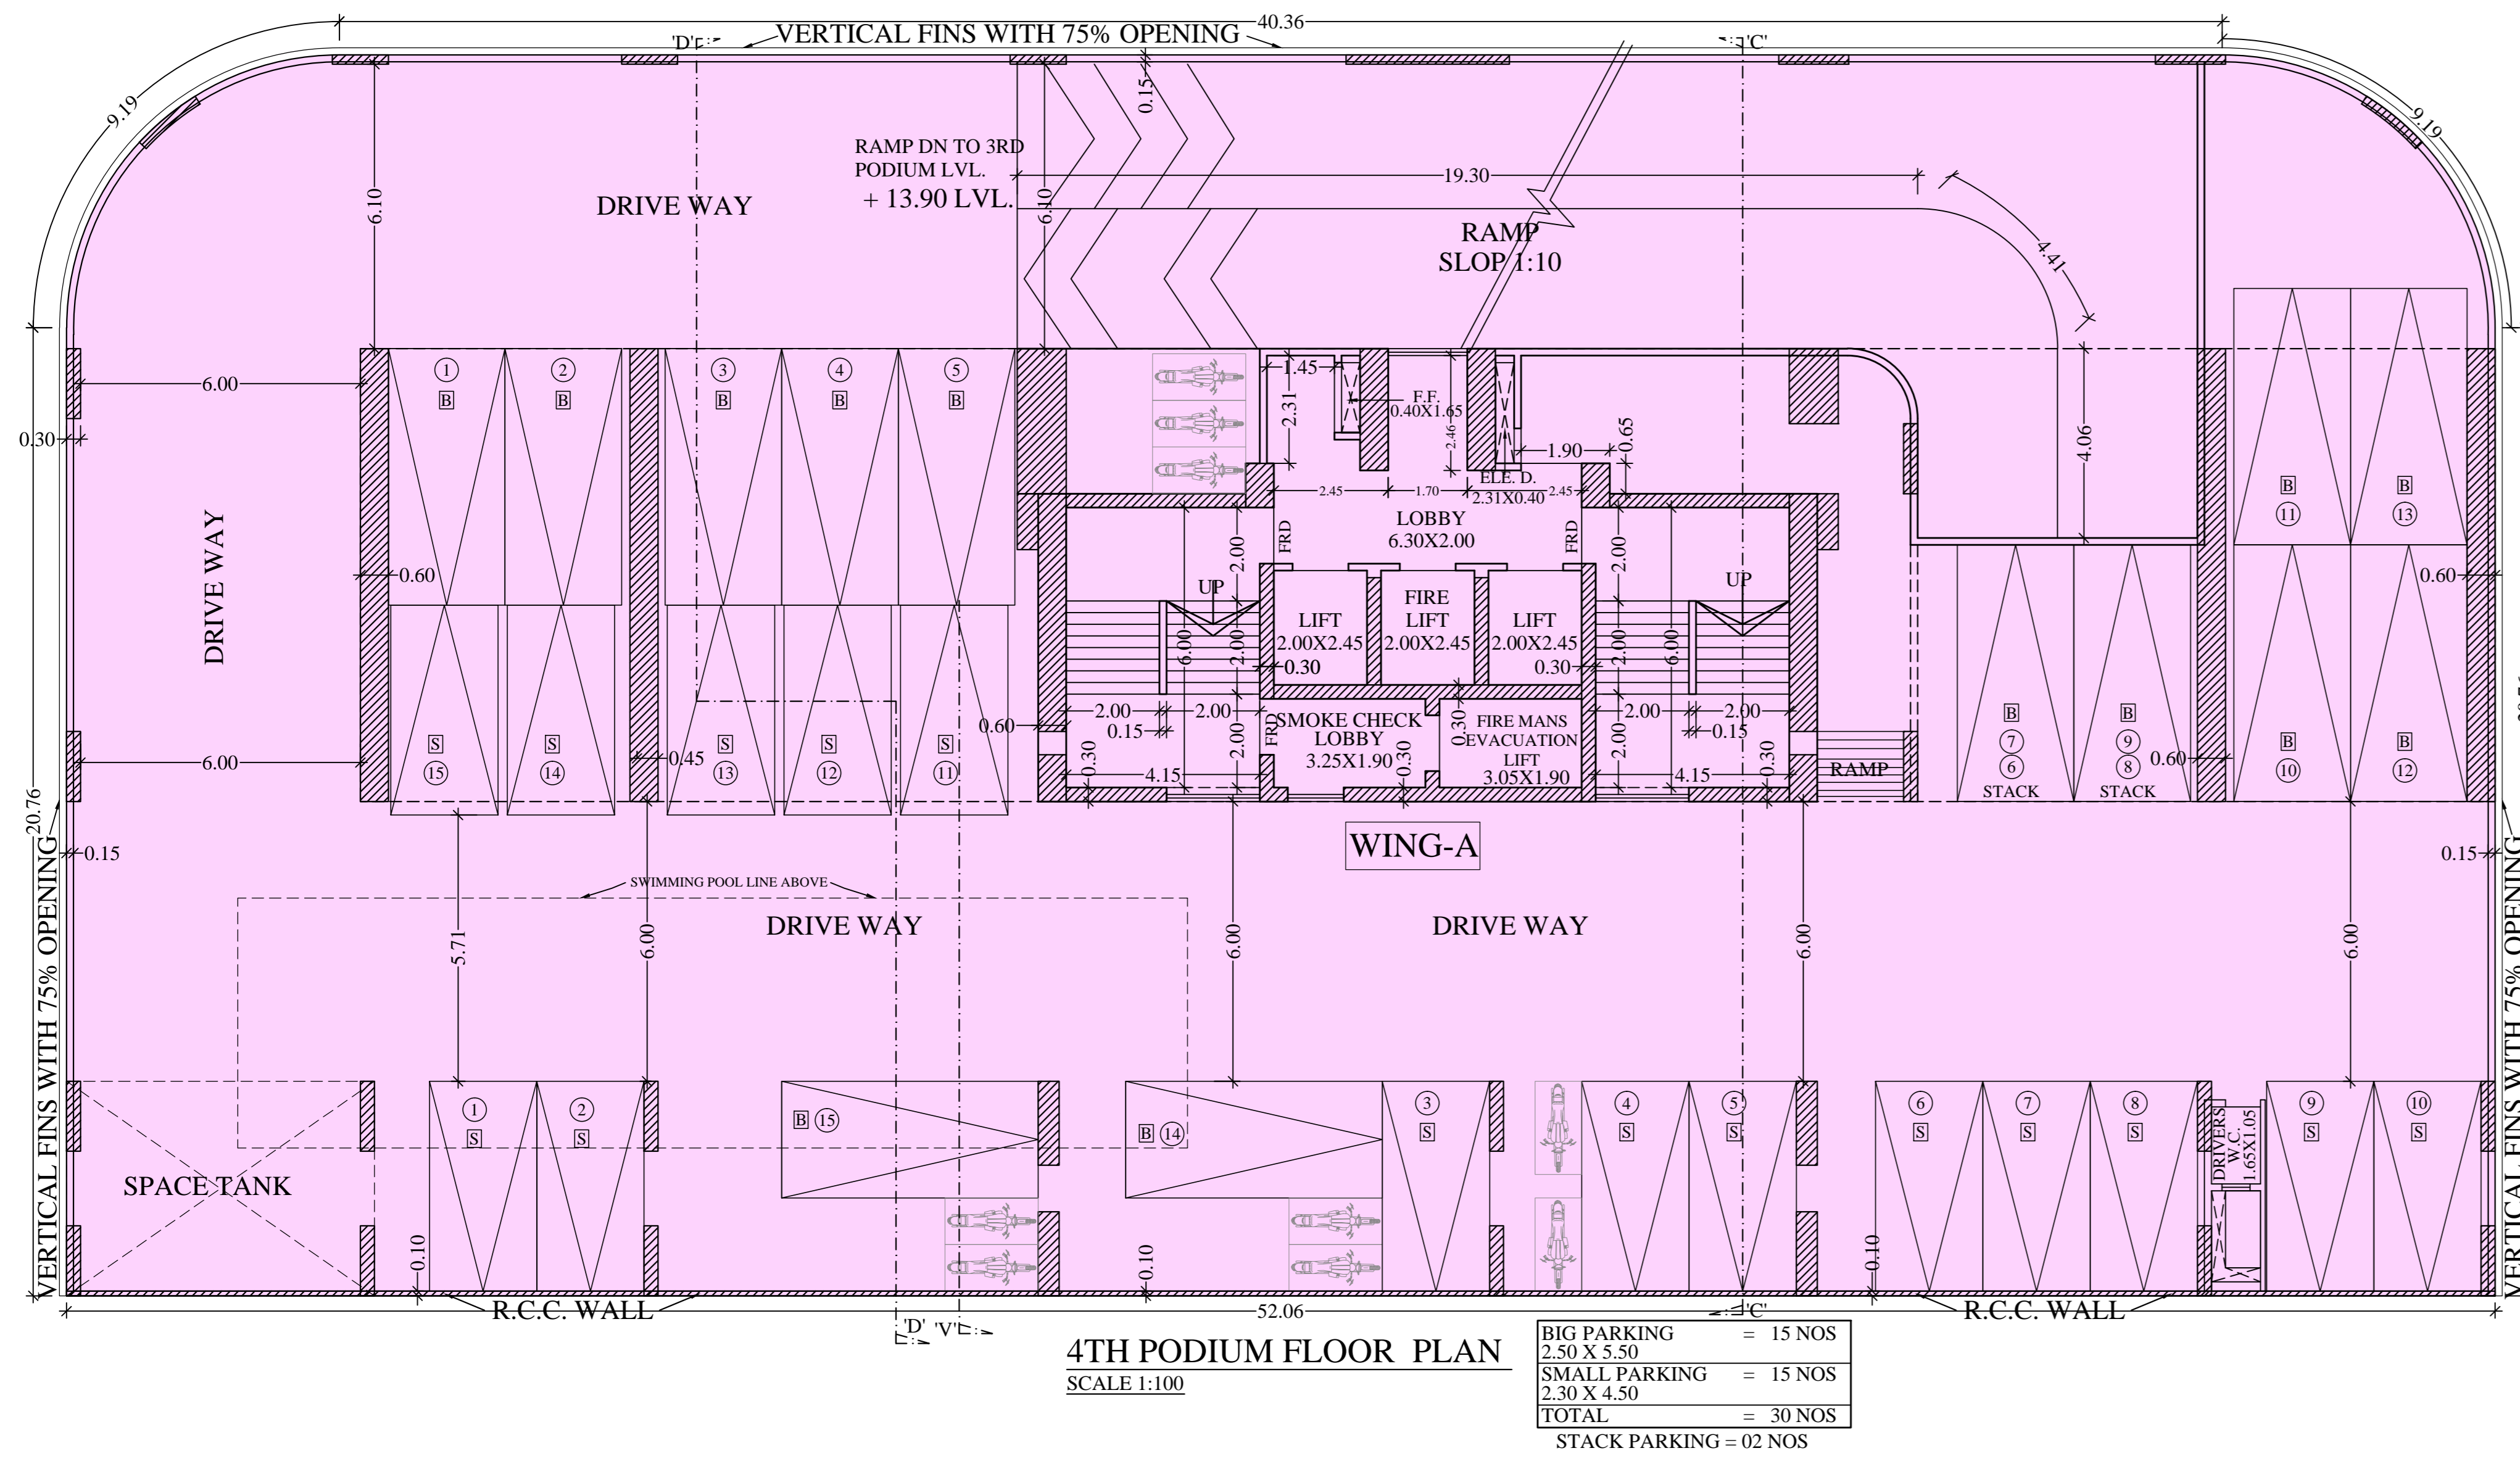 40.36
VERTICAL FINS WITH 75% OPENING
'D'
'C'
9.19
9.19
0.15
RAMP DN TO 3RD
PODIUM LVL.
+ 13.90 LVL.
19.30
6.10
DRIVE WAY
6.10
RAMP
SLOP 1:10
4.41
1 2 3 4 5
B B B B B
6.00
0.30
1.45
2.31
F.F.
0.40X1.65
2.46
1.90
0.65
4.06
ELE. D.
2.31X0.40
2.45 1.70 2.45
B B
11 13
LOBBY
6.30X2.00
FRD
FRD
2.00
2.00
DRIVE WAY
0.60
0.60
UP
UP
LIFT
2.00X2.45
FIRE
LIFT
2.00X2.45
LIFT
2.00X2.45
6.00
2.00
0.30
0.30
2.00
6.00
S S S S S
15 14 13 12 11
6.00
0.45
0.60
2.00 2.00
0.15
2.00
0.30
4.15
FRD
SMOKE CHECK
LOBBY
3.25X1.90
0.30
0.30
FIRE MANS
EVACUATION
LIFT
3.05X1.90
2.00 2.00
0.15
2.00
4.15
0.30
RAMP
B B
7 9
6 8
STACK STACK
0.60
B B
10 12
20.76
0.15
0.15
WING-A
SWIMMING POOL LINE ABOVE
DRIVE WAY
DRIVE WAY
5.71
6.00
6.00
6.00
6.00
VERTICAL FINS WITH 75% OPENING
VERTICAL FINS WITH 75% OPENING
SPACE TANK
1 2
S S
B 15
B 14
3
S
4 5
S S
6 7 8
S S S
DRIVERS
W.C.
1.65X1.05
9 10
S S
0.10
0.10
0.10
R.C.C. WALL
R.C.C. WALL
52.06
'D' 'V'
'C'
4TH PODIUM FLOOR PLAN
SCALE 1:100
BIG PARKING = 15 NOS
2.50 X 5.50
SMALL PARKING = 15 NOS
2.30 X 4.50
TOTAL = 30 NOS
STACK PARKING = 02 NOS